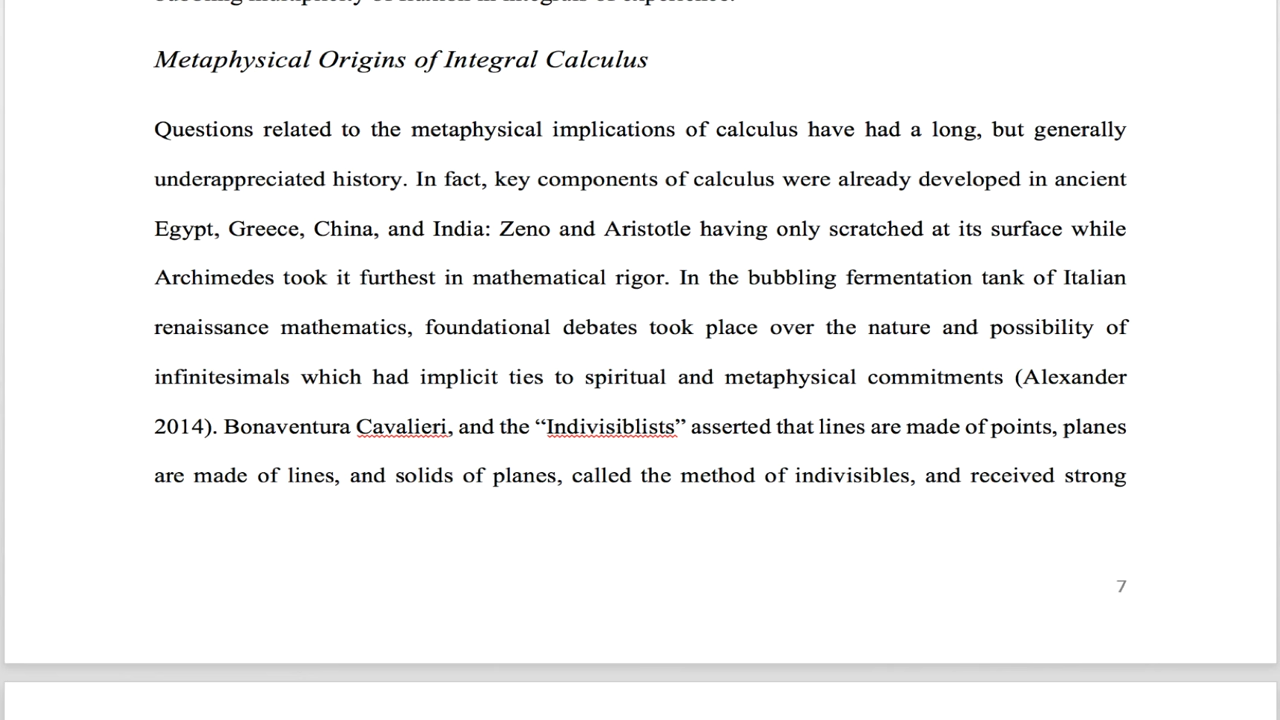 Metaphysical Origins of Integral Calculus
Questions related to the metaphysical implications of calculus have had a long, but generally
underappreciated history. In fact, key components of calculus were already developed in ancient
Egypt, Greece, China, and India: Zeno and Aristotle having only scratched at its surface while
Archimedes took it furthest in mathematical rigor. In the bubbling fermentation tank of Italian
renaissance mathematics, foundational debates took place over the nature and possibility of
infinitesimals which had implicit ties to spiritual and metaphysical commitments (Alexander
2014). Bonaventura Cavalieri, and the “Indivisiblists” asserted that lines are made of points, planes
are made of lines, and solids of planes, called the method of indivisibles, and received strong
7